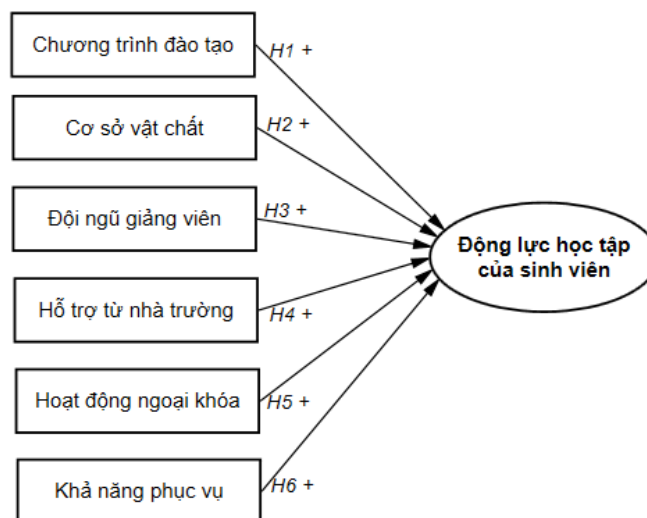 Chương trình đào tạo
H1 +
Cơ sở vật chất
H2 +
Đội ngũ giảng viên
H3 +
Động lực học tập
của sinh viên
Hỗ trợ từ nhà trường
H4 +
Hoạt động ngoại khóa
H5 +
Khả năng phục vụ
H6 +